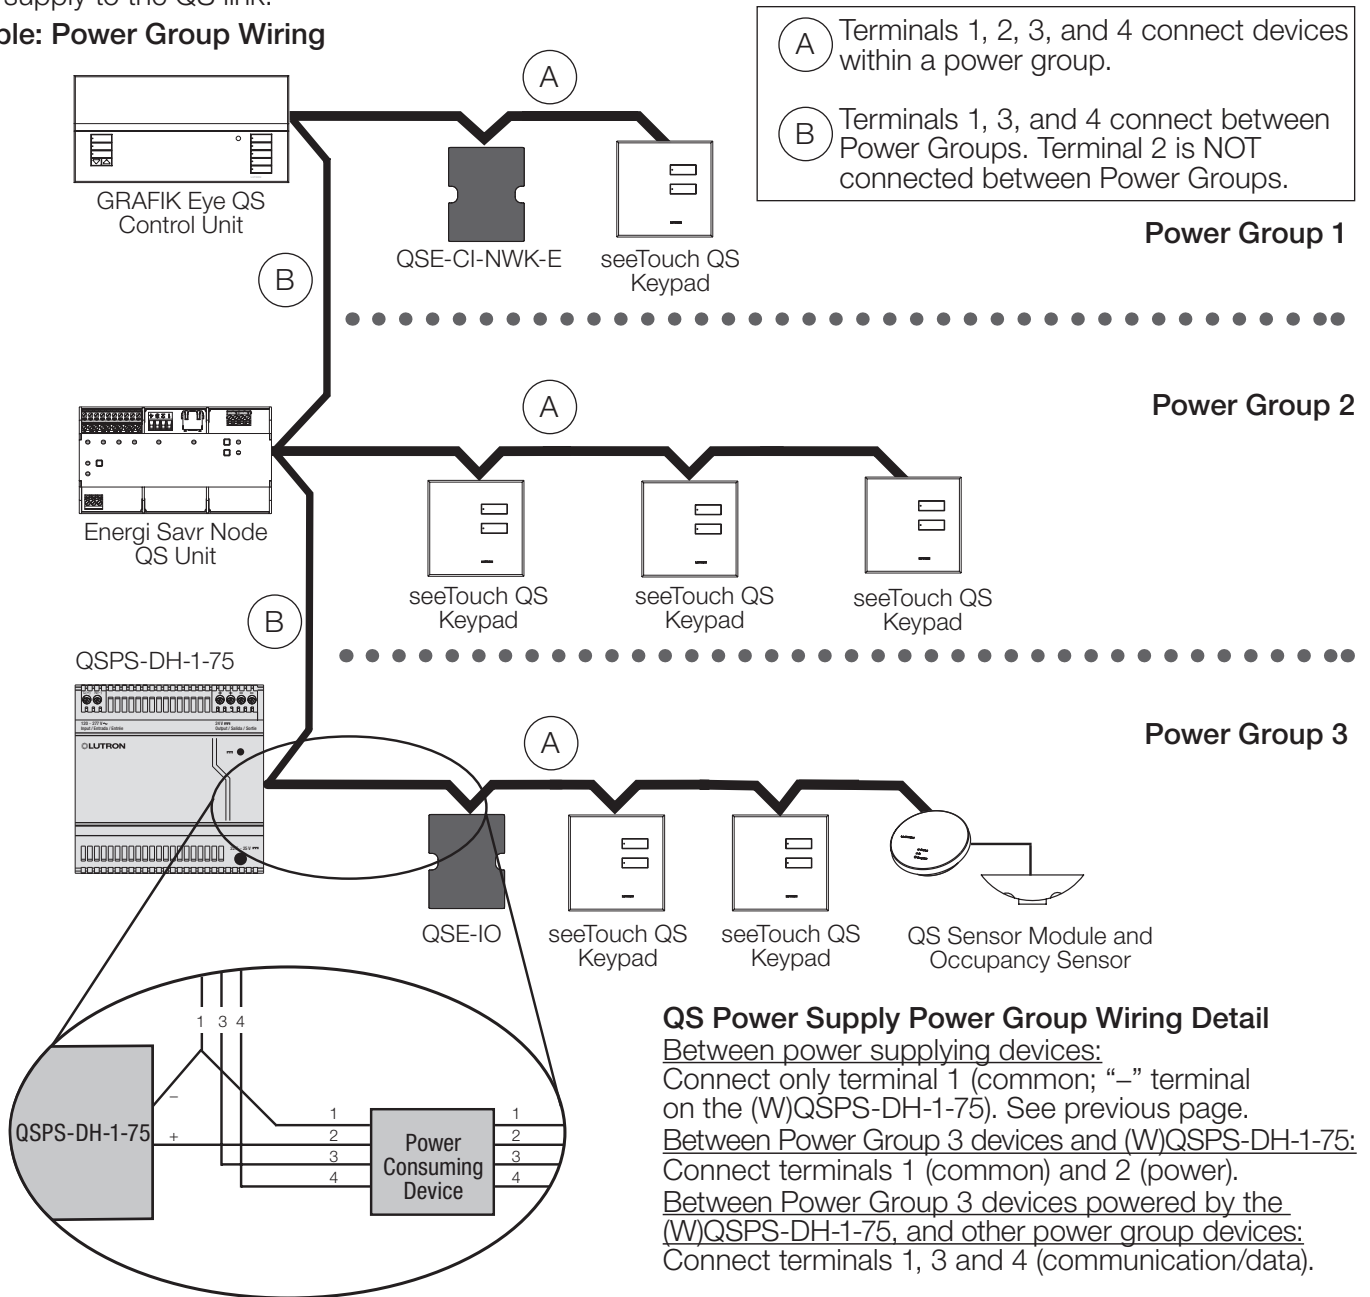 supply to the QS link.
ple: Power Group Wiring
A
Terminals 1, 2, 3, and 4 connect devices
within a power group.
B
Terminals 1, 3, and 4 connect between
Power Groups. Terminal 2 is NOT
connected between Power Groups.
A
GRAFIK Eye QS
Control Unit
QSE-CI-NWK-E
seeTouch QS
Keypad
Power Group 1
B
A
Power Group 2
Energi Savr Node
QS Unit
seeTouch QS
Keypad
seeTouch QS
Keypad
seeTouch QS
Keypad
B
QSPS-DH-1-75
LUTRON
A
Power Group 3
QSE-IO
seeTouch QS
Keypad
seeTouch QS
Keypad
QS Sensor Module and
Occupancy Sensor
1 3 4
QSPS-DH-1-75
–
+
1
2
3
4
Power
Consuming
Device
1
2
3
4
QS Power Supply Power Group Wiring Detail
Between power supplying devices:
Connect only terminal 1 (common; “–” terminal
on the (W)QSPS-DH-1-75). See previous page.
Between Power Group 3 devices and (W)QSPS-DH-1-75:
Connect terminals 1 (common) and 2 (power).
Between Power Group 3 devices powered by the
(W)QSPS-DH-1-75, and other power group devices:
Connect terminals 1, 3 and 4 (communication/data).